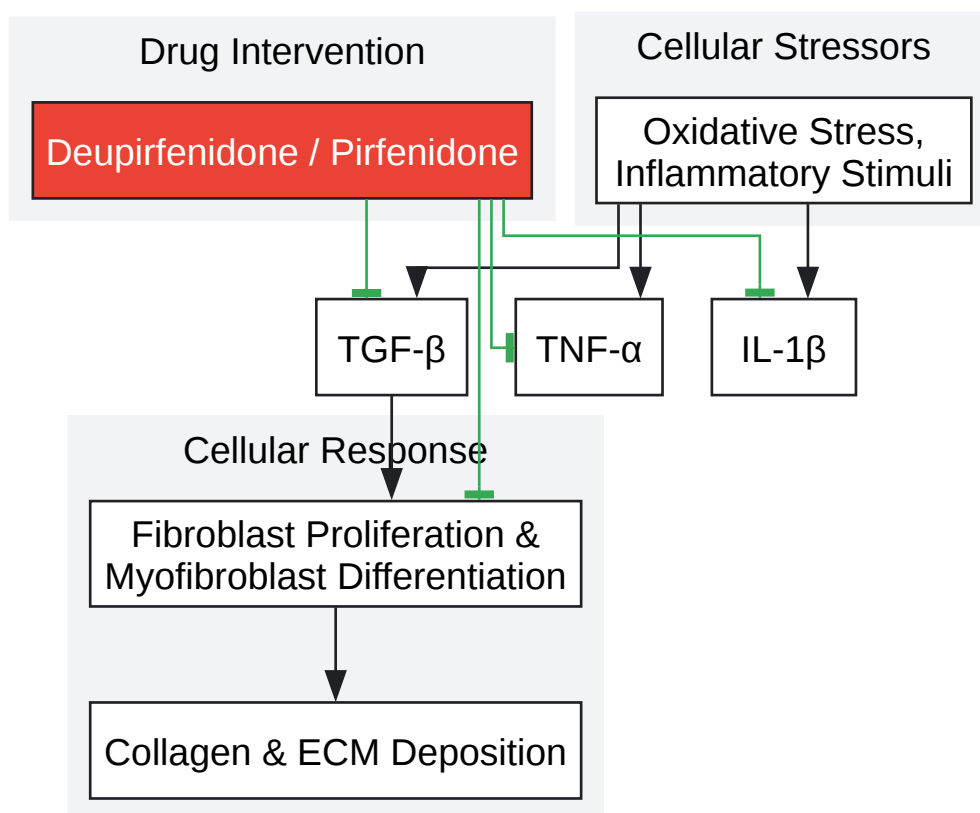 Drug Intervention
Cellular Stressors
Deupirfenidone / Pirfenidone
Oxidative Stress,
Inflammatory Stimuli
TGF-β
TNF-α
IL-1β
Cellular Response
Fibroblast Proliferation &
Myofibroblast Differentiation
Collagen & ECM Deposition